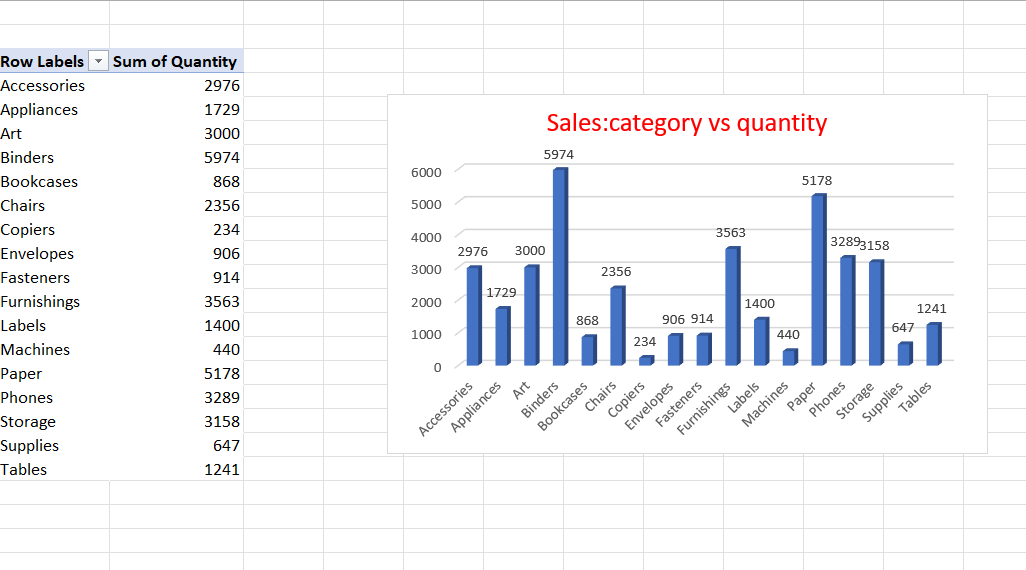 Row Labels Sum of Quantity
Accessories 2976
Appliances 1729
Art 3000
Binders 5974
Bookcases 868
Chairs 2356
Copiers 234
Envelopes 906
Fasteners 914
Furnishings 3563
Labels 1400
Machines 440
Paper 5178
Phones 3289
Storage 3158
Supplies 647
Tables 1241
Sales:category vs quantity
6000
5000
4000
3000
2000
1000
0
2976
1729
3000
5974
868
2356
234
906
914
3563
1400
440
5178
3289
3158
647
1241
Accessories
Appliances
Art
Binders
Bookcases
Chairs
Copiers
Envelopes
Fasteners
Furnishings
Labels
Machines
Paper
Phones
Storage
Supplies
Tables